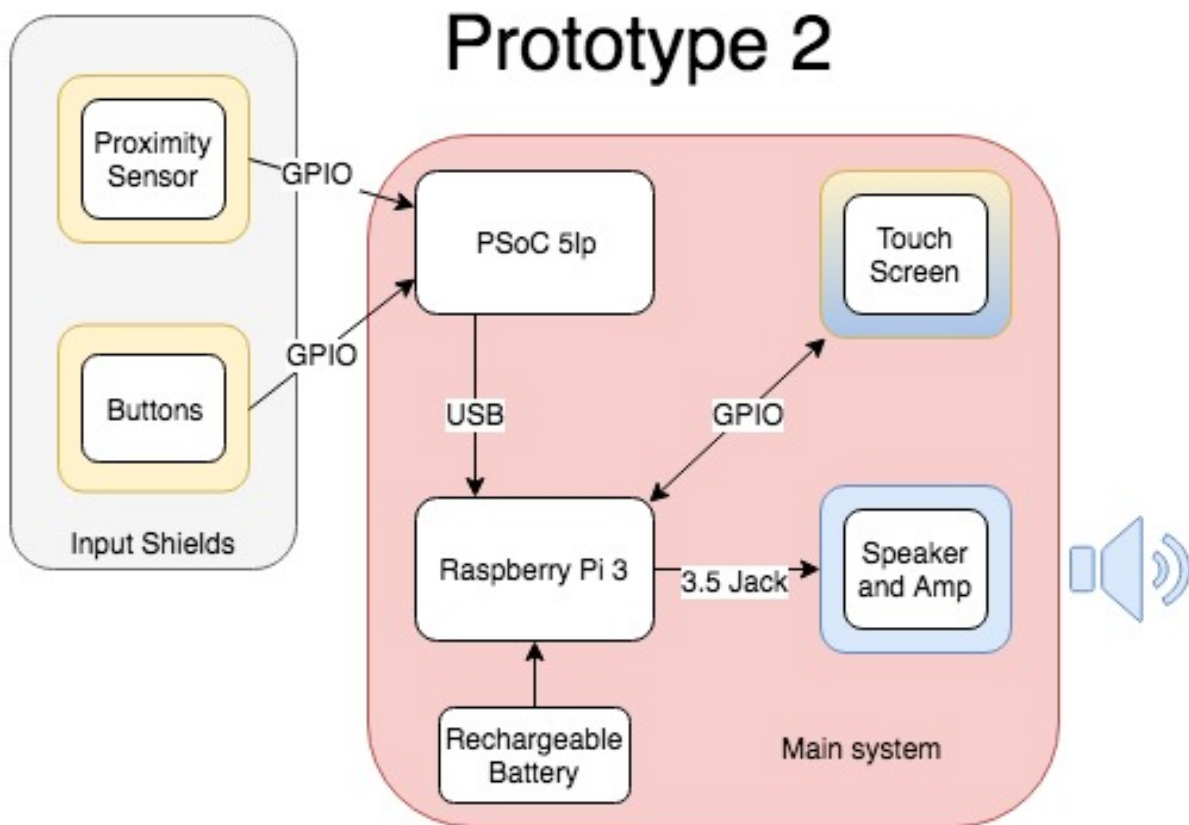 Prototype 2
Proximity
Sensor
GPIO
PSoC 5lp
Touch
Screen
GPIO
Buttons
USB
GPIO
Input Shields
Raspberry Pi 3
3.5 Jack
Speaker
and Amp
Rechargeable
Battery
Main system